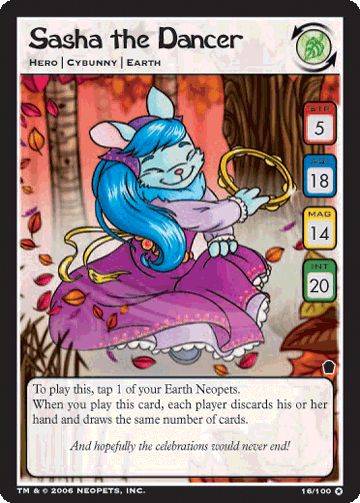 Sasha the Dancer
Hero | Cybunny | Earth
STR
5
AGI
18
MAG
14
INT
20
To play this, tap 1 of your Earth Neopets.
When you play this card, each player discards his or her
hand and draws the same number of cards.
And hopefully the celebrations would never end!
TM & © 2006 NEOPETS, INC.
16/100